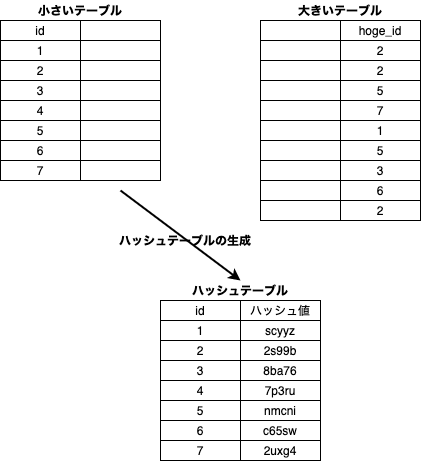 小さいテーブル
id
1
2
3
4
5
6
7
大きいテーブル
hoge_id
2
2
5
7
1
5
3
6
2
ハッシュテーブルの生成
ハッシュテーブル
id ハッシュ値
1 scyyz
2 2s99b
3 8ba76
4 7p3ru
5 nmcni
6 c65sw
7 2uxg4